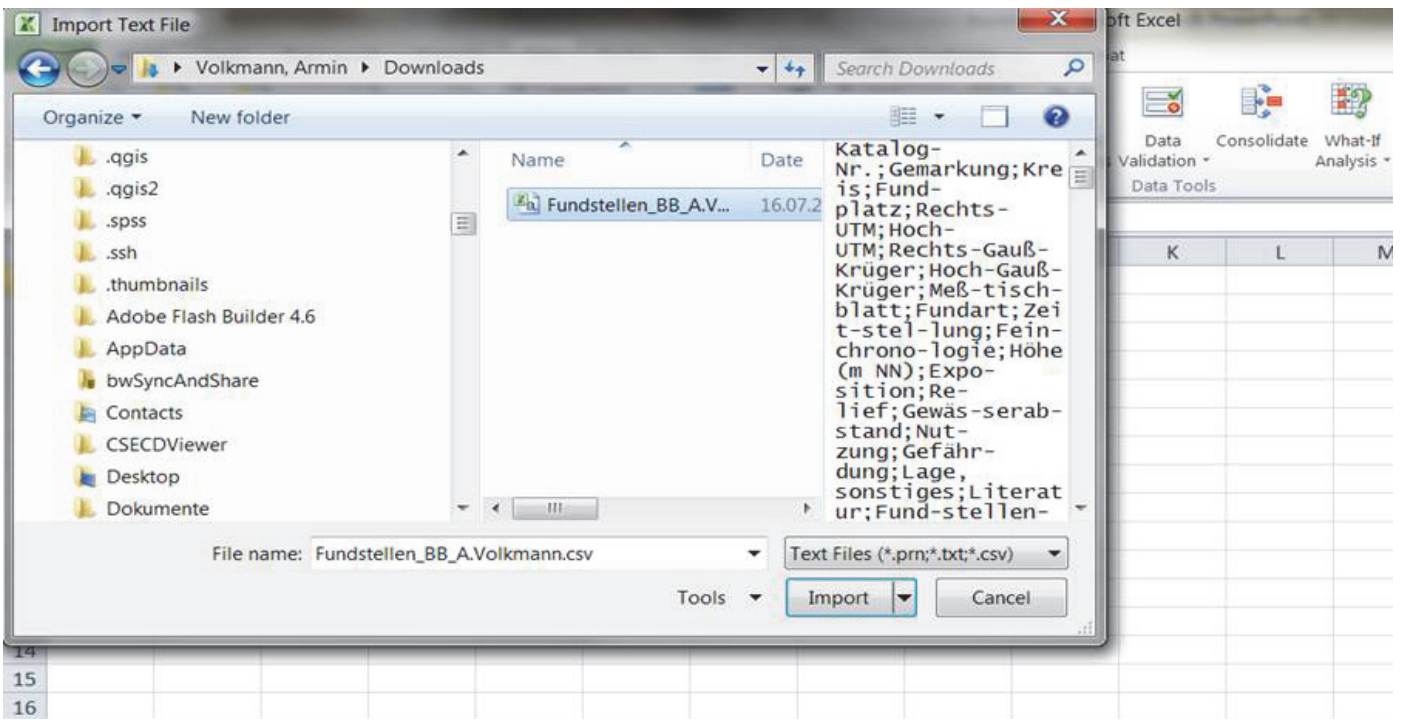 Import Text File
oft Excel
Volkmann, Armin ▸ Downloads
Search Downloads
Organize
New folder
Data
Validation
Consolidate
What-If
Analysis
Data Tools
.qgis
.qgis2
.spss
.ssh
.thumbnails
Adobe Flash Builder 4.6
AppData
bwSyncAndShare
Contacts
CSECDViewer
Desktop
Dokumente
Name
Date
Fundstellen_BB_A.V...
16.07.2
Katalog-
Nr.;Gemarkung;Kre
is;Fund-
platz;Rechts-
UTM;Hoch-
UTM;Rechts-Gauß-
Krüger;Hoch-Gauß-
Krüger;Meß-tisch-
blatt;Fundart;Zei
t-stel-lung;Fein-
chrono-logie;Höhe
(m NN);Expo-
sition;Re-
lief;Gewäs-serab-
stand;Nut-
zung;Gefähr-
dung;Lage,
sonstiges;Literat
ur;Fund-stellen-
K
L
M
File name: Fundstellen_BB_A.Volkmann.csv
Text Files (*.prn;*.txt;*.csv)
Tools
Import
Cancel
14
15
16